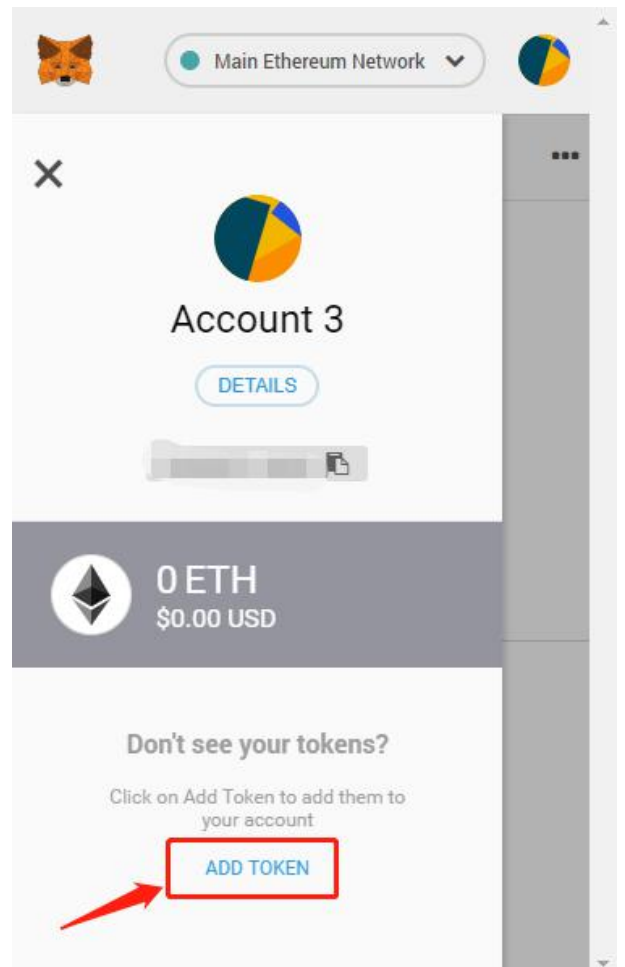 Main Ethereum Network
Account 3
DETAILS
0 ETH
$0.00 USD
Don't see your tokens?
Click on Add Token to add them to
your account
ADD TOKEN